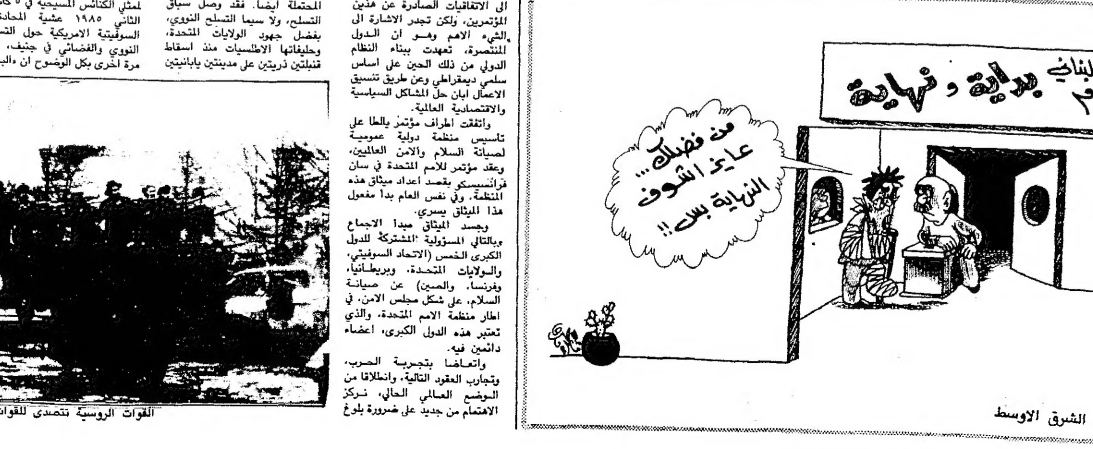 لممثلي الكنائس المسيحية في
الثاني ١٩٨٥ عشية
السوفيتية الامريكية حول
النووي والفضائي في جنيف،
مرة اخرى بكل الوضوح ان
المحتملة ايضا. فقد وصل سباق
التسلح، ولا سيما التسلح النووي،
بفضل جهود الولايات المتحدة،
وحليفاتها الاطلسيات منذ اسقاط
قنبلتين ذريتين على مدينتين يابانيتين
القوات الروسية تتصدى للقوات
الى الاتفاقيات الصادرة عن هذين
المؤتمرين، ولكن تجدر الاشارة الى
الشيء الاهم وهو ان الدول
المنتصرة، تعهدت ببناء النظام
الدولي من ذلك الحين على اساس
سلمي ديمقراطي وعن طريق تنسيق
الاعمال ابان حل المشاكل السياسية
والاقتصادية العالمية.
واتفقت اطراف مؤتمر يالطا على
تأسيس منظمة دولية عمومية
لصيانة السلام والامن العالميين،
وعقد مؤتمر للأمم المتحدة في سان
فرانسيسكو بقصد اعداد ميثاق هذه
المنظمة، وفي نفس العام بدأ مفعول
هذا الميثاق يسري.
وجسد الميثاق مبدأ الاجماع
وبالتالي المسؤولية المشتركة للدول
الكبرى الخمس (الاتحاد السوفيتي،
والولايات المتحدة، وبريطانيا،
وفرنسا، والصين) عن صيانة
السلام، على شكل مجلس الامن، في
اطار منظمة الامم المتحدة، والذي
تعتبر هذه الدول الكبرى، اعضاء
دائمين فيه.
واتعاضا بتجربة الحرب،
وتجارب العقود التالية، وانطلاقا من
الوضع العالمي الحالي، نركز
الاهتمام من جديد على ضرورة بلوغ
بداية و نهاية
من فضلك...
عايز اشوف
النهاية بس!!
الشرق الاوسط